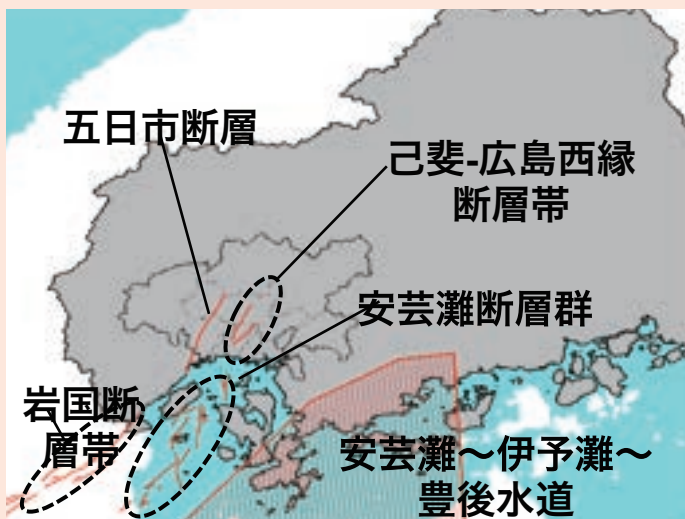 五日市断層
己斐-広島西縁
断層帯
安芸灘断層群
岩国断
層帯
安芸灘～伊予灘～
豊後水道